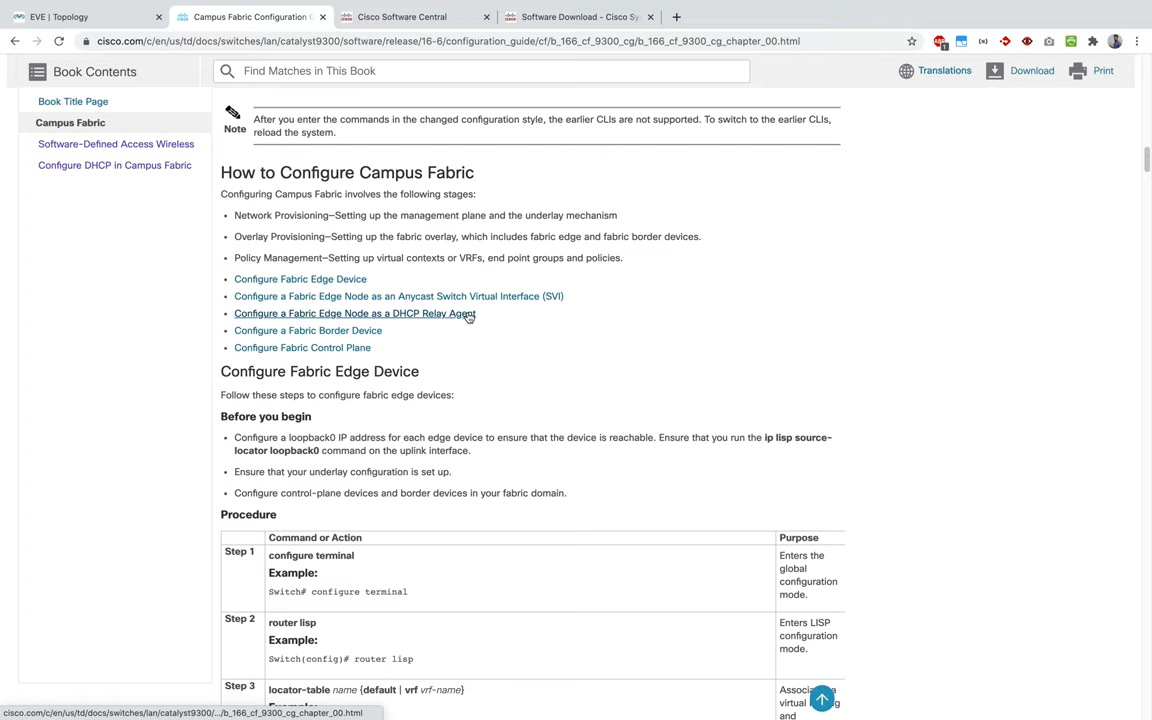 EVE | Topology
Campus Fabric Configuration G
Cisco Software Central
Software Download - Cisco Sy
cisco.com/c/en/us/td/docs/switches/lan/catalyst9300/software/release/16-6/configuration_guide/cf/b_166_cf_9300_cg/b_166_cf_9300_cg_chapter_00.html
Book Contents
Find Matches in This Book
Translations
Download
Print
Book Title Page
Campus Fabric
Software-Defined Access Wireless
Configure DHCP in Campus Fabric
Note
After you enter the commands in the changed configuration style, the earlier CLIs are not supported. To switch to the earlier CLIs,
reload the system.
How to Configure Campus Fabric
Configuring Campus Fabric involves the following stages:
• Network Provisioning—Setting up the management plane and the underlay mechanism
• Overlay Provisioning—Setting up the fabric overlay, which includes fabric edge and fabric border devices.
• Policy Management—Setting up virtual contexts or VRFs, end point groups and policies.
• Configure Fabric Edge Device
• Configure a Fabric Edge Node as an Anycast Switch Virtual Interface (SVI)
• Configure a Fabric Edge Node as a DHCP Relay Agent
• Configure a Fabric Border Device
• Configure Fabric Control Plane
Configure Fabric Edge Device
Follow these steps to configure fabric edge devices:
Before you begin
• Configure a loopback0 IP address for each edge device to ensure that the device is reachable. Ensure that you run the ip lisp source-
locator loopback0 command on the uplink interface.
• Ensure that your underlay configuration is set up.
• Configure control-plane devices and border devices in your fabric domain.
Procedure
Command or Action
Purpose
Step 1
configure terminal
Example:
Switch# configure terminal
Enters the
global
configuration
mode.
Step 2
router lisp
Example:
Switch(config)# router lisp
Enters LISP
configuration
mode.
Step 3
locator-table name {default | vrf vrf-name}
Example:
virtual
and
cisco.com/c/en/us/td/docs/switches/lan/catalyst9300/.../b_166_cf_9300_cg_chapter_00.html